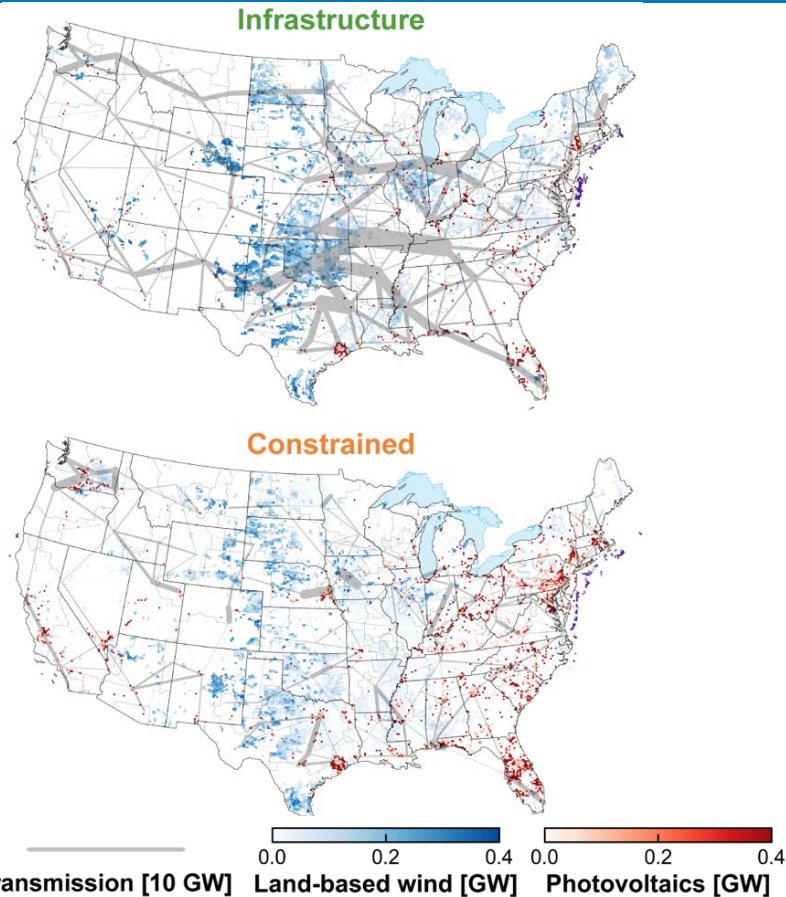 Infrastructure
Constrained
0.0 0.2 0.4 0.0 0.2 0.4
ransmission [10 GW] Land-based wind [GW] Photovoltaics [GW]